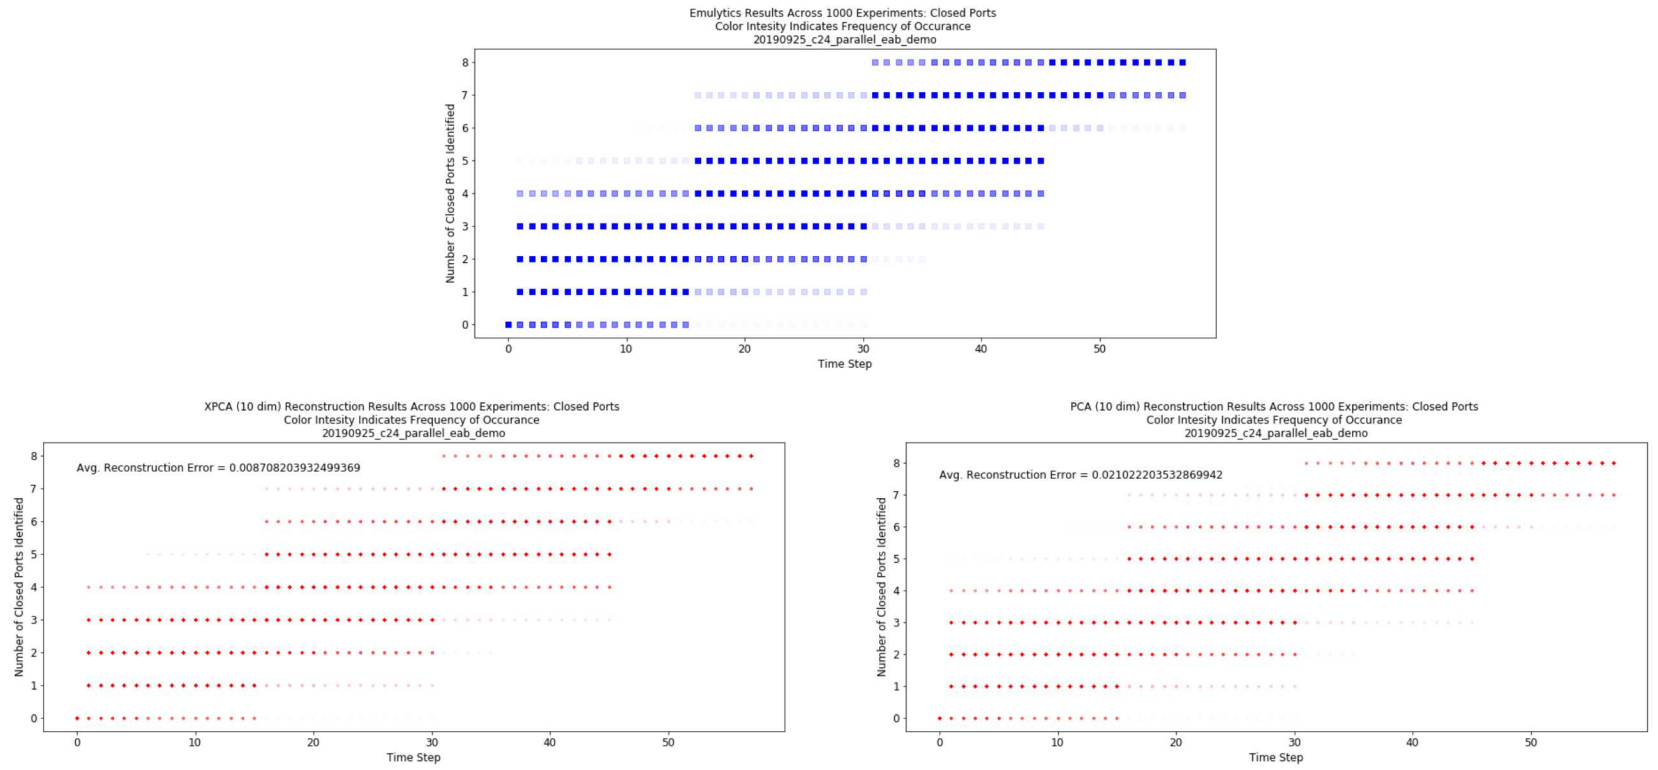 Emulytics Results Across 1000 Experiments: Closed Ports
Color Intesity Indicates Frequency of Occurance
20190925_c24_parallel_eab_demo
Number of Closed Ports Identified
8
7
6
5
4
3
2
1
0
0 10 20 30 40 50
Time Step
XPCA (10 dim) Reconstruction Results Across 1000 Experiments: Closed Ports
Color Intesity Indicates Frequency of Occurance
20190925_c24_parallel_eab_demo
Avg. Reconstruction Error = 0.008708203932499369
Number of Closed Ports Identified
8
7
6
5
4
3
2
1
0
0 10 20 30 40 50
Time Step
PCA (10 dim) Reconstruction Results Across 1000 Experiments: Closed Ports
Color Intesity Indicates Frequency of Occurance
20190925_c24_parallel_eab_demo
Avg. Reconstruction Error = 0.021022203532869942
Number of Closed Ports Identified
8
7
6
5
4
3
2
1
0
0 10 20 30 40 50
Time Step